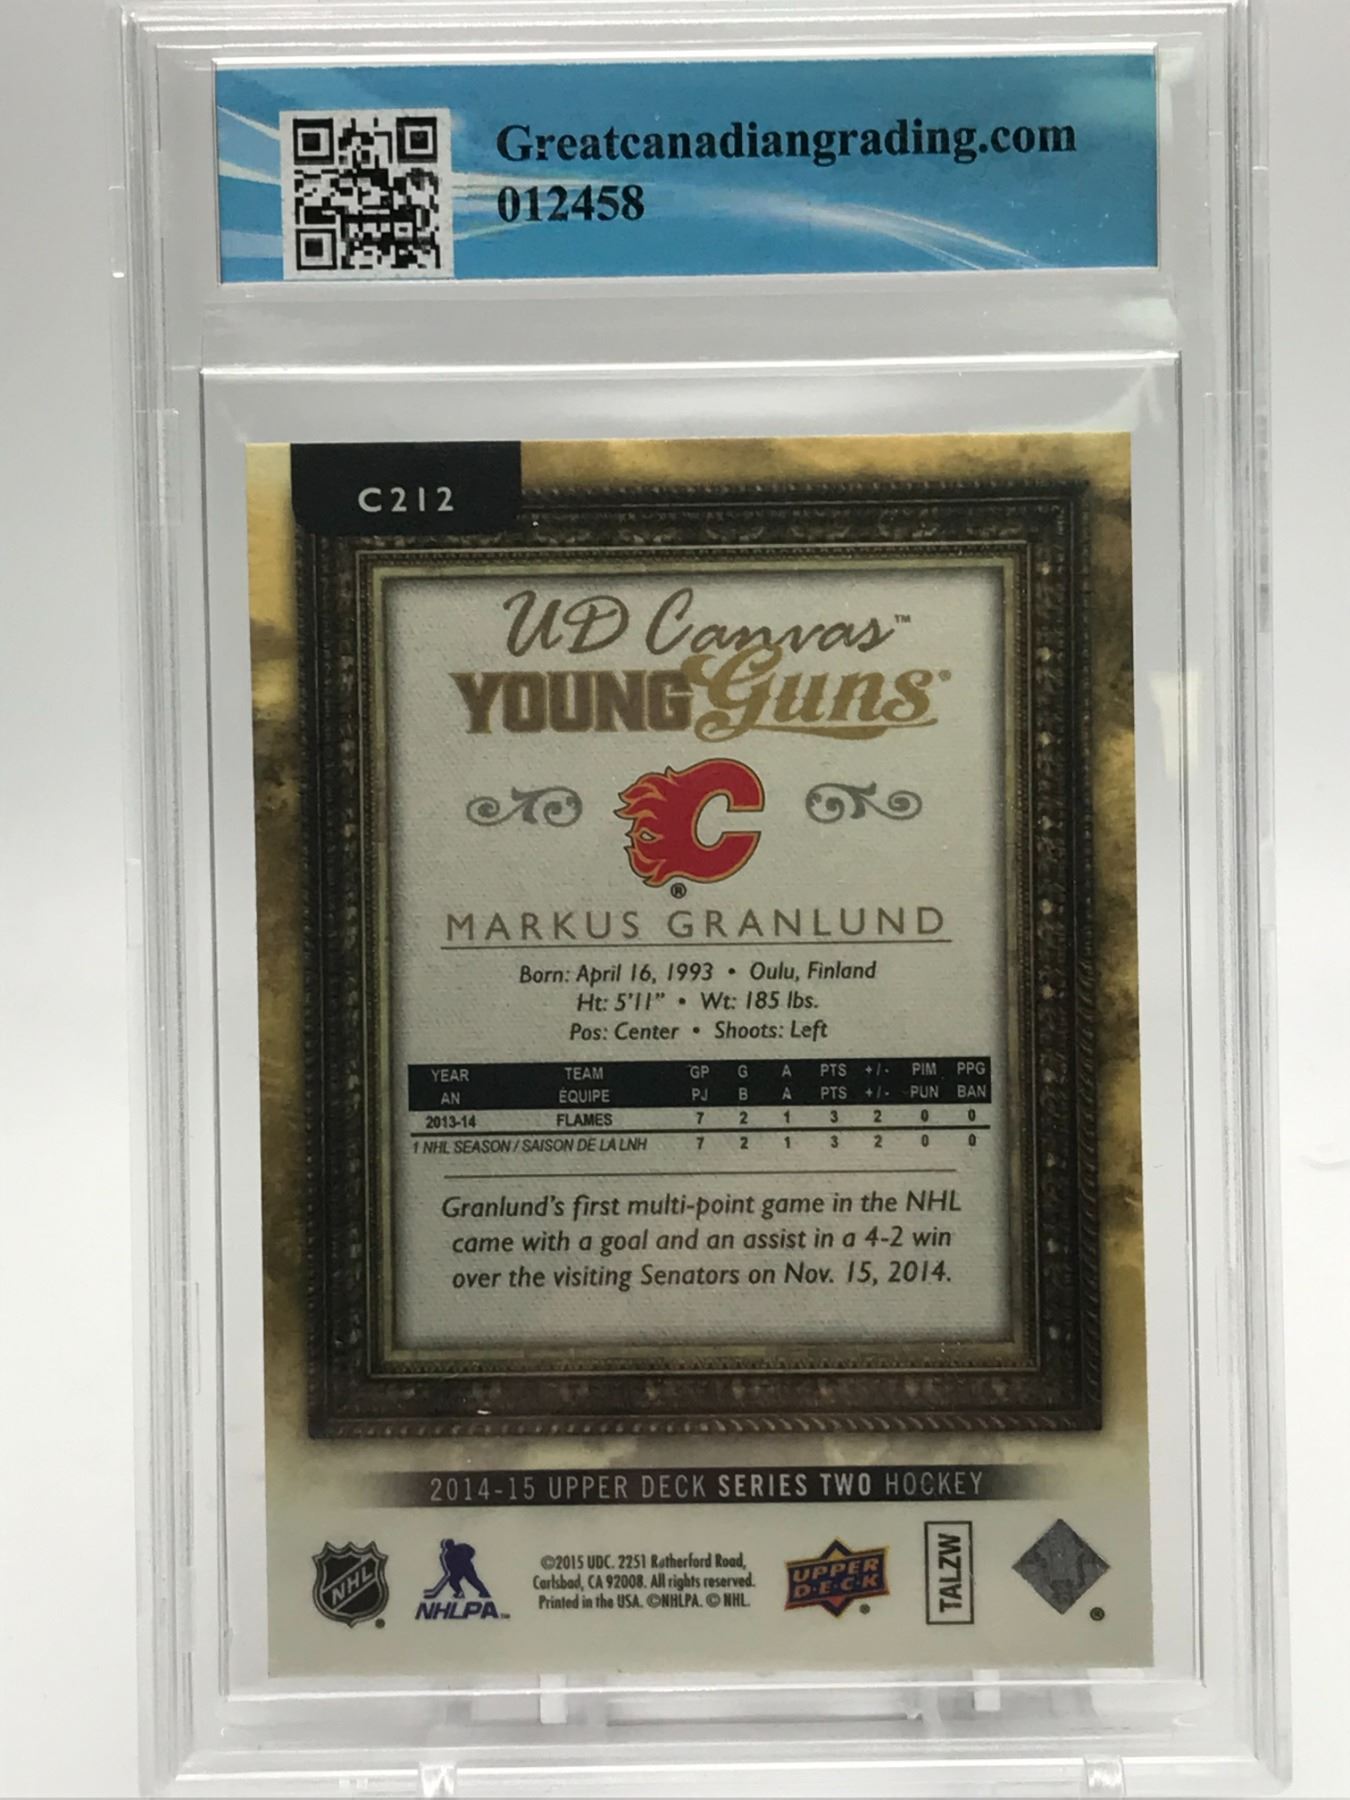 Greatcanadiangrading.com
012458
C212
UD Canvas™
YOUNG Guns®
®
MARKUS GRANLUND
Born: April 16, 1993 • Oulu, Finland
Ht: 5'11" • Wt: 185 lbs.
Pos: Center • Shoots: Left
YEAR TEAM GP G A PTS +/- PIM PPG
AN ÉQUIPE PJ B A PTS +/- PUN BAN
2013-14 FLAMES 7 2 1 3 2 0 0
1 NHL SEASON / SAISON DE LA LNH 7 2 1 3 2 0 0
Granlund's first multi-point game in the NHL
came with a goal and an assist in a 4-2 win
over the visiting Senators on Nov. 15, 2014.
2014-15 UPPER DECK SERIES TWO HOCKEY
NHL ®
NHLPA™
©2015 UDC. 2251 Rutherford Road,
Carlsbad, CA 92008. All rights reserved.
Printed in the USA. ©NHLPA. © NHL.
UPPER
D·E·C·K ®
TALZW
®